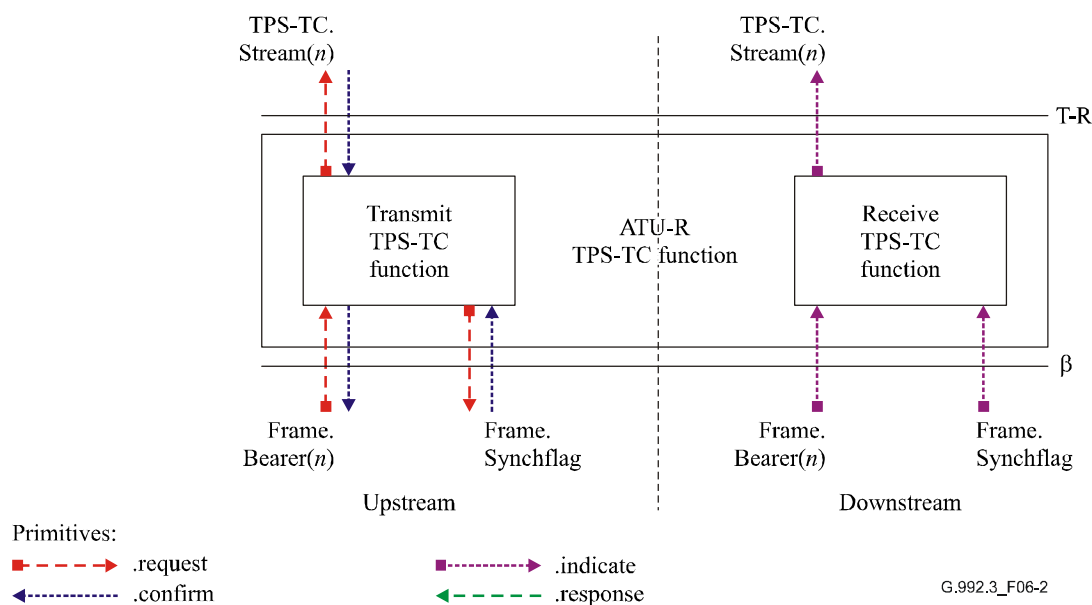 TPS-TC.
Stream(n)
TPS-TC.
Stream(n)
T-R
Transmit
TPS-TC
function
ATU-R
TPS-TC function
Receive
TPS-TC
function
β
Frame.
Bearer(n)
Frame.
Synchflag
Frame.
Bearer(n)
Frame.
Synchflag
Upstream
Downstream
Primitives:
.request
.indicate
.confirm
.response
G.992.3_F06-2